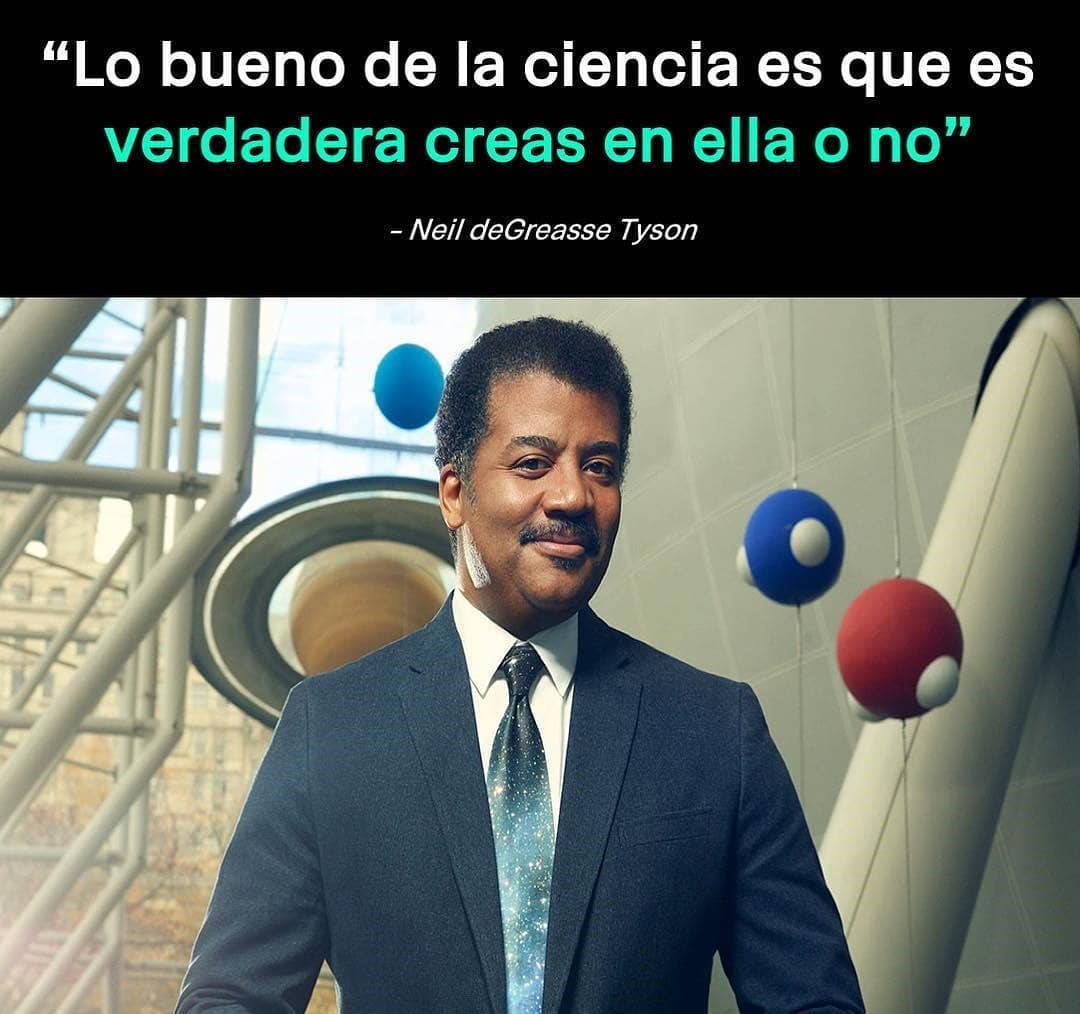 “Lo bueno de la ciencia es que es
verdadera creas en ella o no”
– Neil deGreasse Tyson